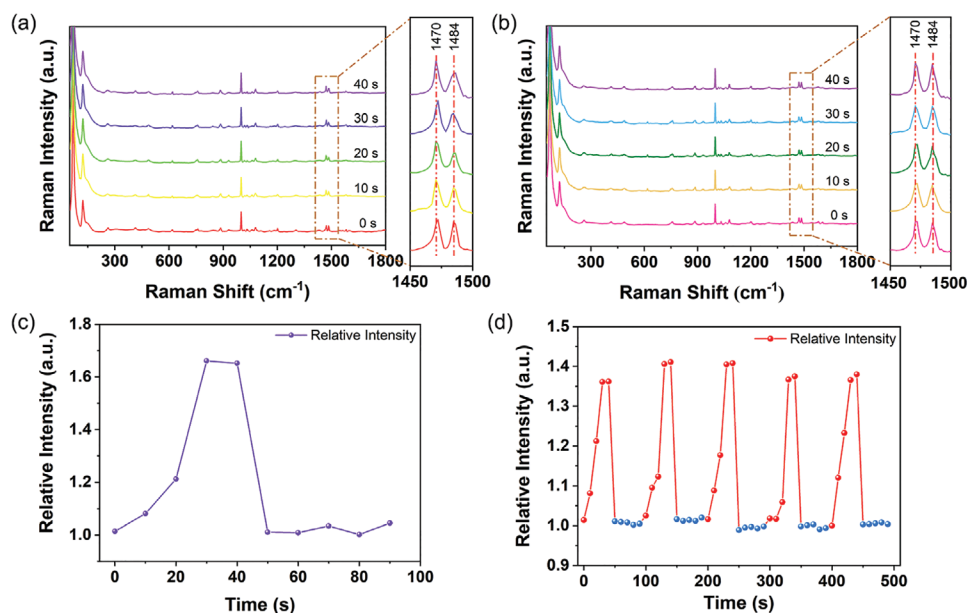 (a)
Raman Intensity (a.u.)
40 s
30 s
20 s
10 s
0 s
300 600 900 1200 1500 1800
Raman Shift (cm-1)
1470
1484
1450 1500
(b)
Raman Intensity (a.u.)
40 s
30 s
20 s
10 s
0 s
300 600 900 1200 1500 1800
Raman Shift (cm-1)
1470
1484
1450 1500
(c)
Relative Intensity (a.u.)
1.8
1.6
1.4
1.2
1.0
Relative Intensity
0 20 40 60 80 100
Time (s)
(d)
Relative Intensity (a.u.)
1.5
1.4
1.3
1.2
1.1
1.0
0.9
Relative Intensity
0 100 200 300 400 500
Time (s)